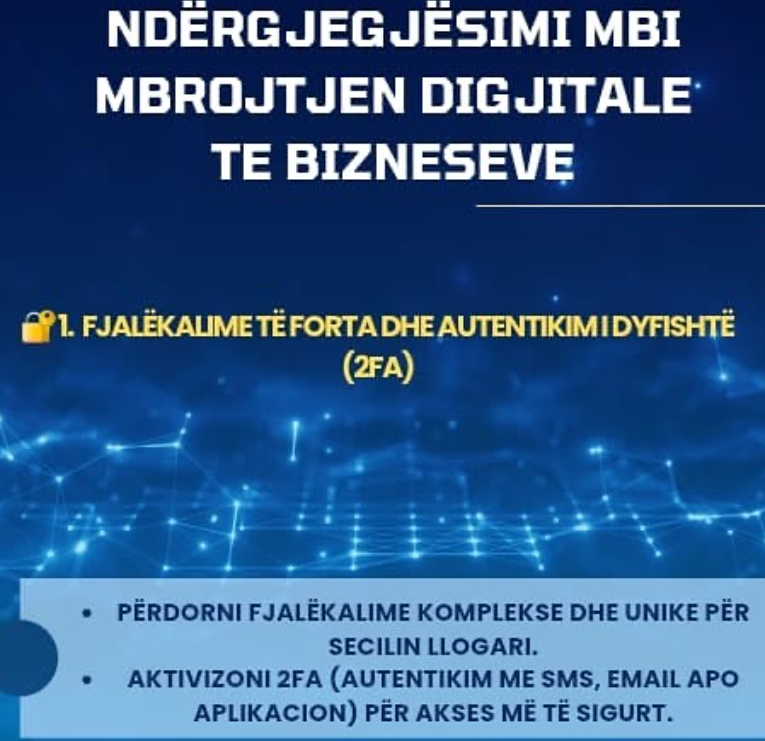 NDËRGJEGJËSIMI MBI
MBROJTJEN DIGJITALE
TE BIZNESEVE
🔐1. FJALËKALIME TË FORTA DHE AUTENTIKIM I DYFISHTË
(2FA)
• PËRDORNI FJALËKALIME KOMPLEKSE DHE UNIKE PËR
SECILIN LLOGARI.
• AKTIVIZONI 2FA (AUTENTIKIM ME SMS, EMAIL APO
APLIKACION) PËR AKSES MË TË SIGURT.